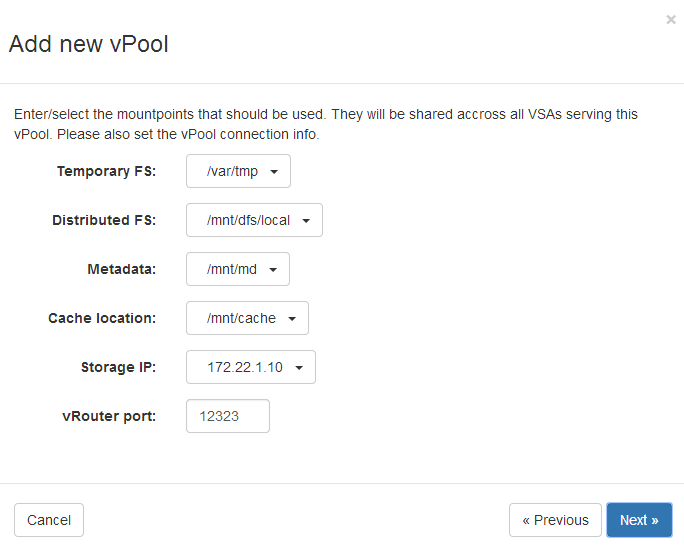 ×
Add new vPool
Enter/select the mountpoints that should be used. They will be shared accross all VSAs serving this
vPool. Please also set the vPool connection info.
Temporary FS: /var/tmp
Distributed FS: /mnt/dfs/local
Metadata: /mnt/md
Cache location: /mnt/cache
Storage IP: 172.22.1.10
vRouter port: 12323
Cancel « Previous Next »